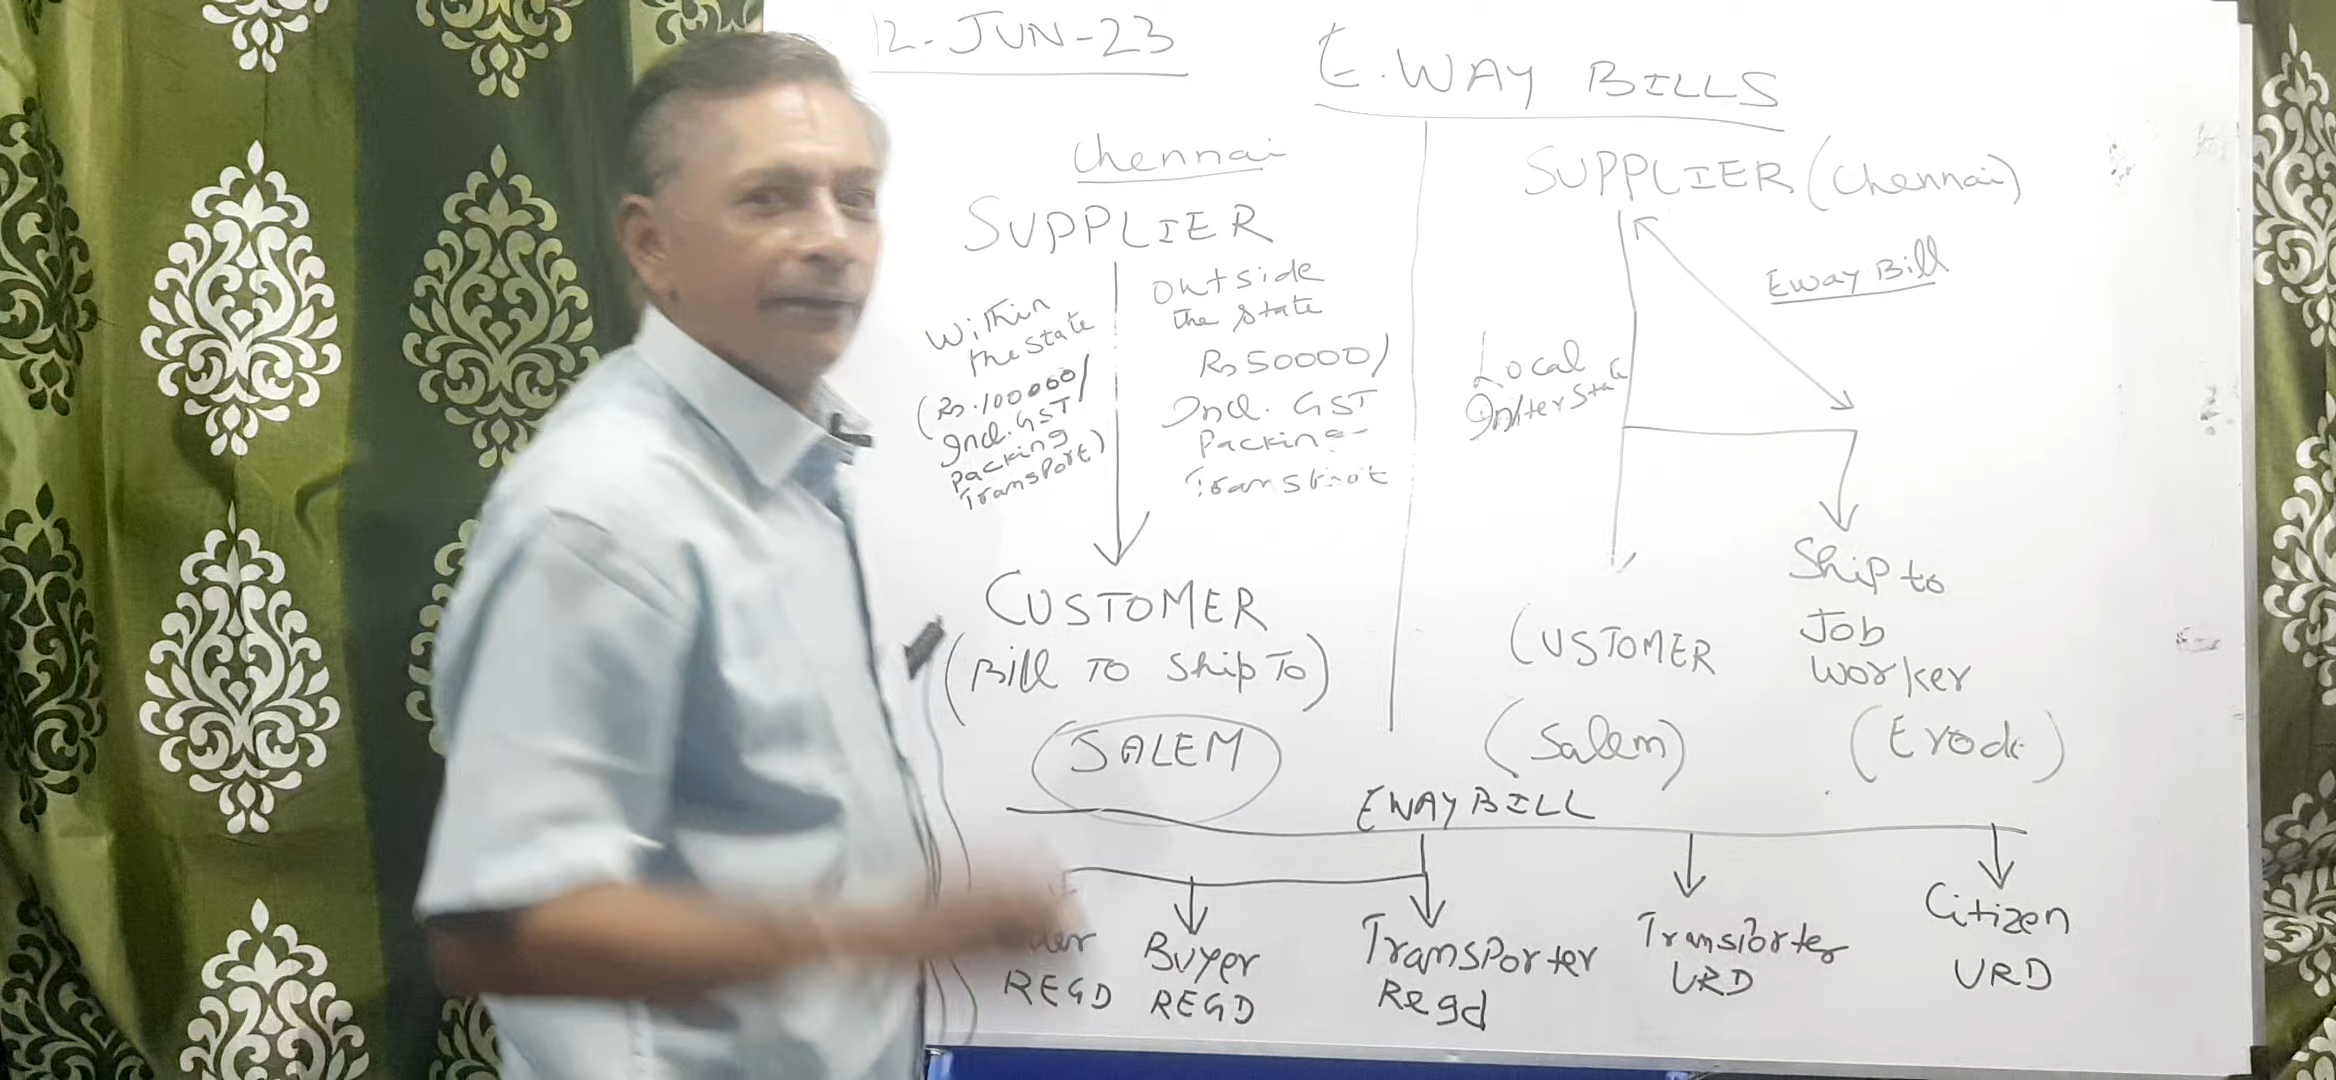 12-JUN-23
E.WAY BILLS
Chennai
SUPPLIER
Within
the state
(Rs.100000/
Incl. GST
Packing
Transport)
Outside
the state
Rs 50000/
Incl. GST
Packing
CUSTOMER
(Bill TO Ship To)
SALEM
SUPPLIER (Chennai)
Eway Bill
Local
CUSTOMER
(Salem)
Ship to
Job
Worker
(Erode)
EWAY BILL
REGD
Buyer
REGD
Transporter
Regd
Transporter
URD
Citizen
URD